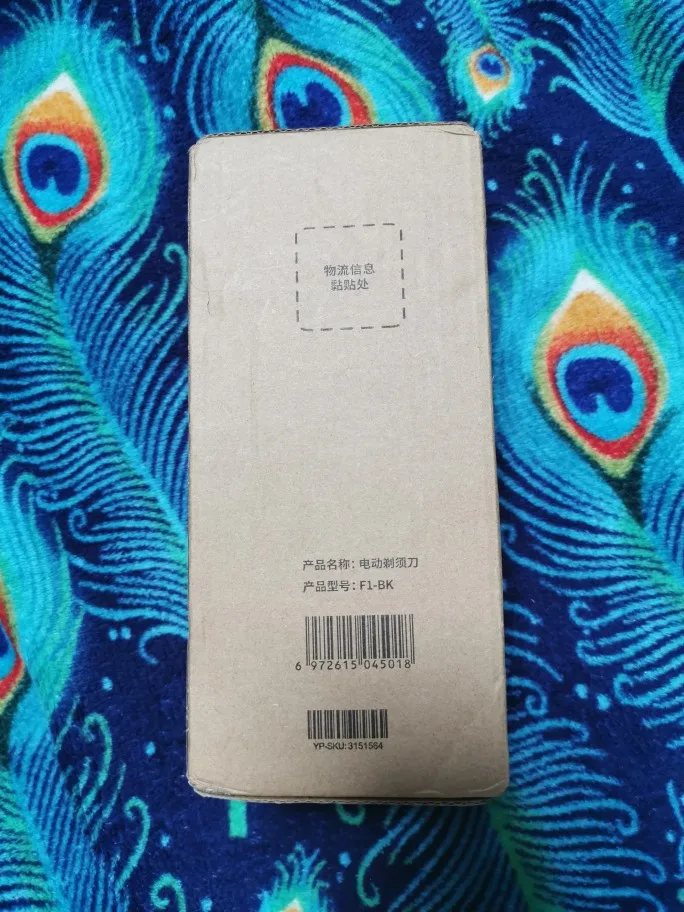 物流信息
黏贴处
产品名称：电动剃须刀
产品型号：F1-BK
6 972615 045018
YP-SKU: 3151564